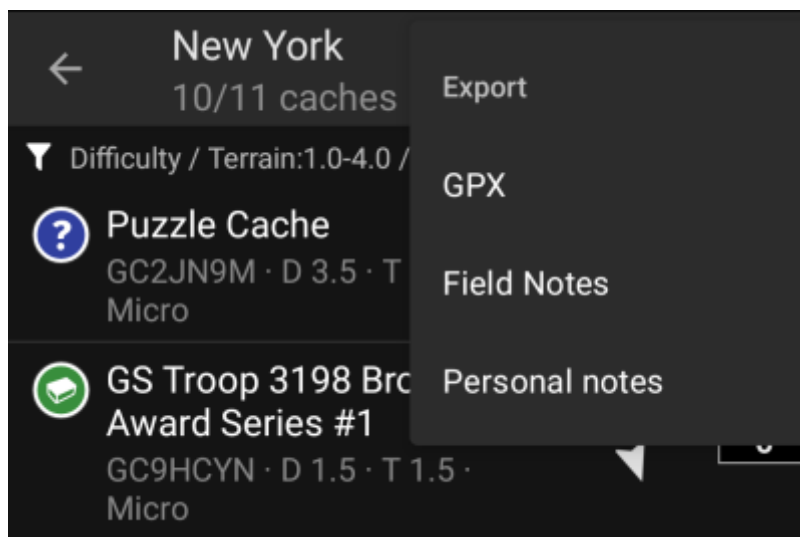 New York
10/11 caches
Difficulty / Terrain:1.0-4.0 /
Puzzle Cache
GC2JN9M · D 3.5 · T
Micro
GS Troop 3198 Bro
Award Series #1
GC9HCYN · D 1.5 · T 1.5 ·
Micro
Export
GPX
Field Notes
Personal notes